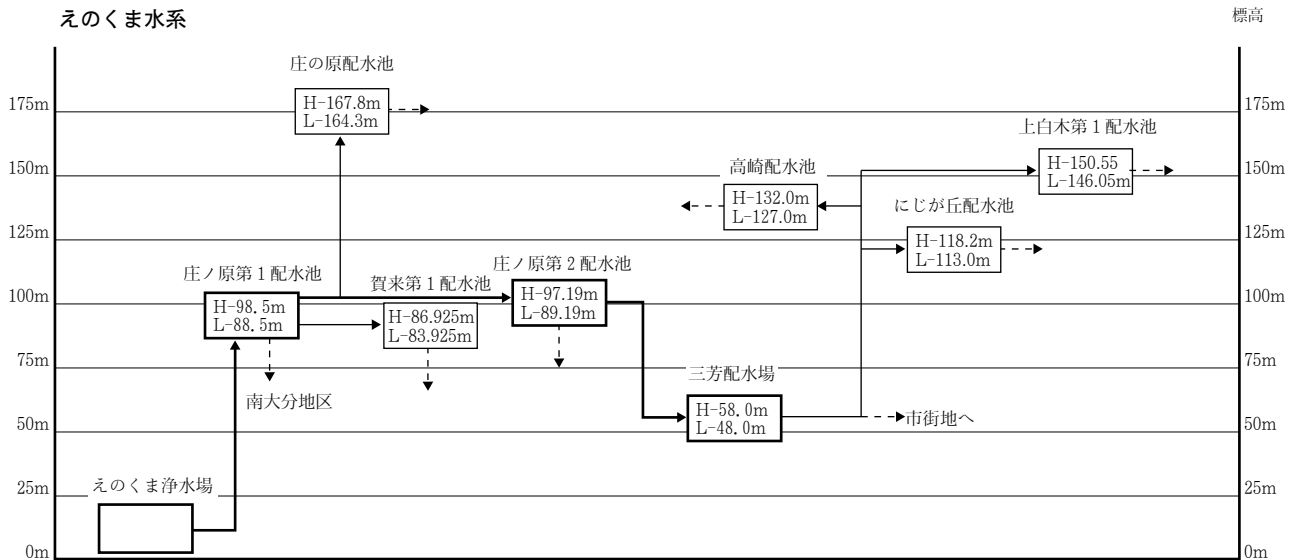 えのくま水系
標高
庄の原配水池
175m
H-167.8m
L-164.3m
175m
上白木第1配水池
150m
高崎配水池
H-150.55
L-146.05m
150m
H-132.0m
L-127.0m
にじが丘配水池
125m
H-118.2m
L-113.0m
125m
庄ノ原第1配水池
賀来第1配水池
庄ノ原第2配水池
100m
H-98.5m
L-88.5m
H-86.925m
L-83.925m
H-97.19m
L-89.19m
100m
75m
75m
南大分地区
三芳配水場
H-58.0m
L-48.0m
市街地へ
50m
50m
えのくま浄水場
25m
25m
0m
0m